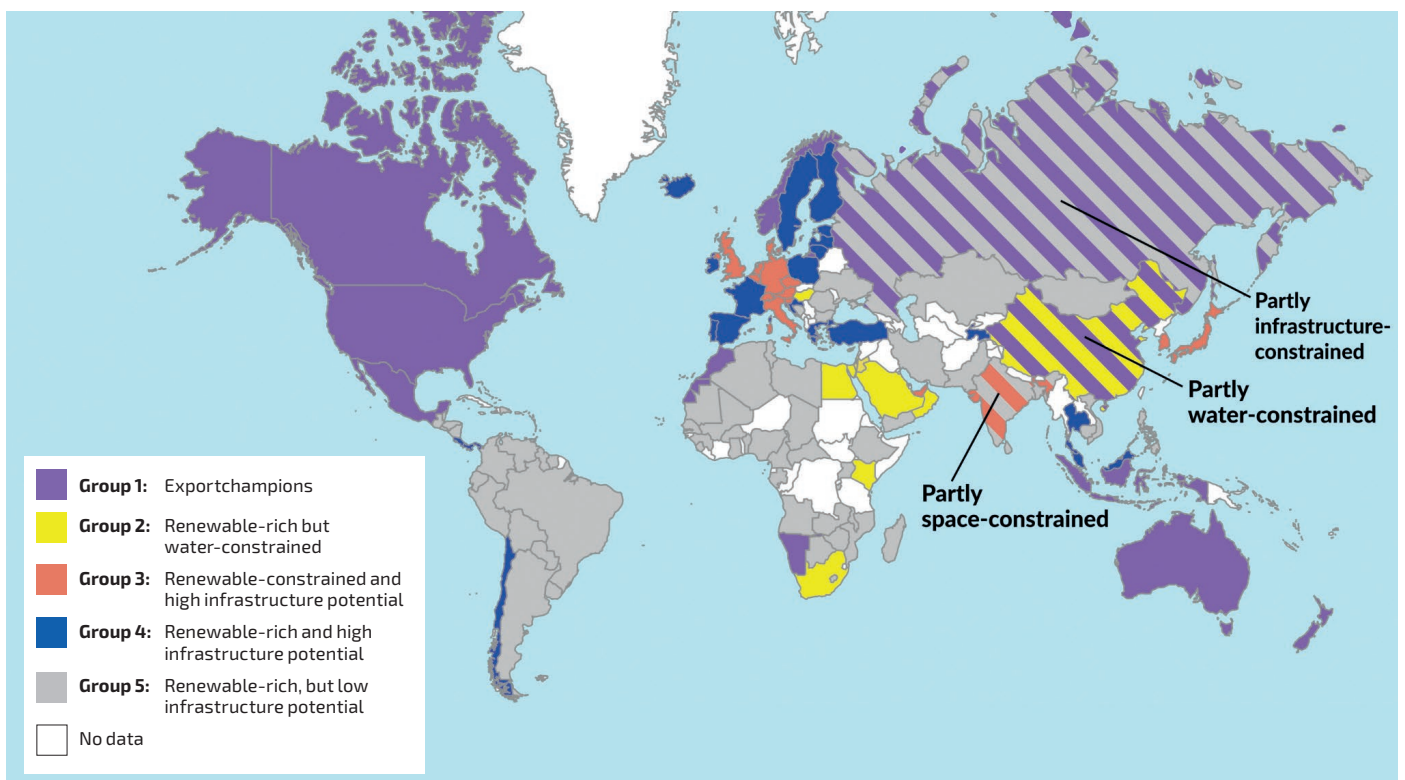 Partly
infrastructure-
constrained
Partly
water-constrained
Partly
space-constrained
Group 1: Exportchampions
Group 2: Renewable-rich but
water-constrained
Group 3: Renewable-constrained and
high infrastructure potential
Group 4: Renewable-rich and high
infrastructure potential
Group 5: Renewable-rich, but low
infrastructure potential
No data